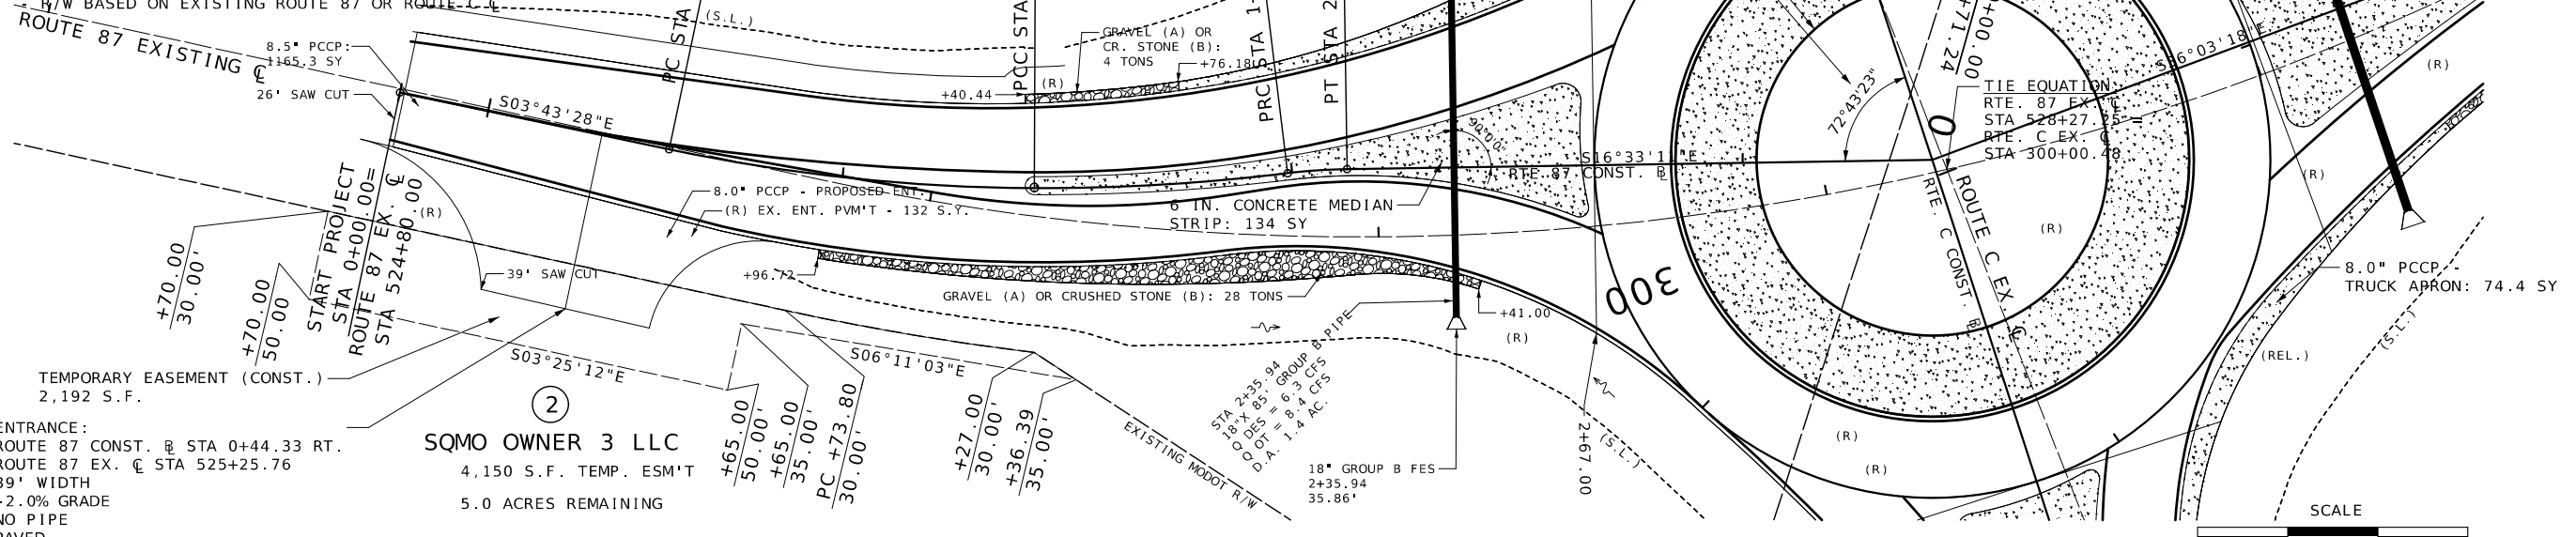 - R/W BASED ON EXISTING ROUTE 87 OR ROUTE C ℄
ROUTE 87 EXISTING ℄
8.5" PCCP:
1165.3 SY
26' SAW CUT
S03°43'28"E
PC STA
(S.L.)
PCC STA
(R)
GRAVEL (A) OR
CR. STONE (B):
4 TONS
+76.18
+40.44
PRC STA 1-
PT STA 2
8.0" PCCP - PROPOSED ENT.
(R) EX. ENT. PVM'T - 132 S.Y.
6 IN. CONCRETE MEDIAN
STRIP: 134 SY
90°0'0"
RTE 87 CONST. B
72°43'23"
+00.00
+71 24
TIE EQUATION
RTE. 87 EX. ℄
STA 528+27.25 =
RTE. C EX ℄
STA 300+00.48
0
(R)
(R)
(R)
RTE. C CONST. B
ROUTE C EX. ℄
300
8.0" PCCP -
TRUCK APRON: 74.4 SY
(S.L.)
(REL.)
START PROJECT
STA 0+00.00=
ROUTE 87 EX. ℄
STA 524+80.00
(R)
+70.00
30.00'
+70.00
50.00
39' SAW CUT
+96.72
GRAVEL (A) OR CRUSHED STONE (B): 28 TONS
+41.00
(R)
TEMPORARY EASEMENT (CONST.)
2,192 S.F.
S03°25'12"E
S06°11'03"E
ENTRANCE:
ROUTE 87 CONST. B STA 0+44.33 RT.
ROUTE 87 EX. ℄ STA 525+25.76
39' WIDTH
-2.0% GRADE
NO PIPE
PAVED
2
SQMO OWNER 3 LLC
4,150 S.F. TEMP. ESM'T
5.0 ACRES REMAINING
+65.00
50.00'
+65.00
35.00'
PC +73.80
30.00'
+27.00
30.00'
+36.39
35.00'
EXISTING MODOT R/W
STA 2+35.94
18"X 85' GROUP B PIPE
Q DES = 6.3 CFS
Q OT = 8.4 CFS
D.A. 1.4 AC.
18" GROUP B FES
2+35.94
35.86'
2+67.00
(S.L.)
(R)
(R)
SCALE